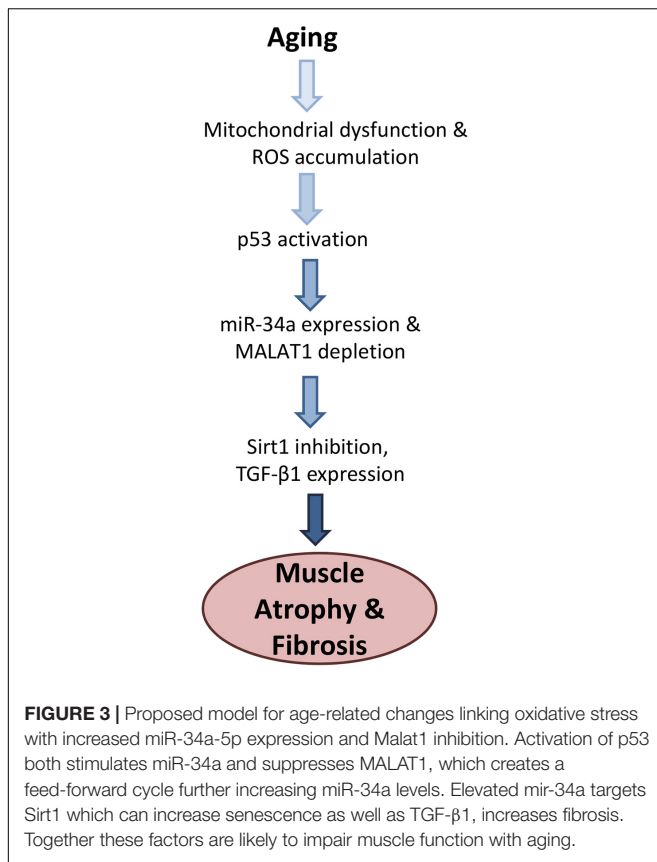 Aging
Mitochondrial dysfunction &
ROS accumulation
p53 activation
miR-34a expression &
MALAT1 depletion
Sirt1 inhibition,
TGF-β1 expression
Muscle
Atrophy &
Fibrosis
FIGURE 3 | Proposed model for age-related changes linking oxidative stress
with increased miR-34a-5p expression and Malat1 inhibition. Activation of p53
both stimulates miR-34a and suppresses MALAT1, which creates a
feed-forward cycle further increasing miR-34a levels. Elevated mir-34a targets
Sirt1 which can increase senescence as well as TGF-β1, increases fibrosis.
Together these factors are likely to impair muscle function with aging.